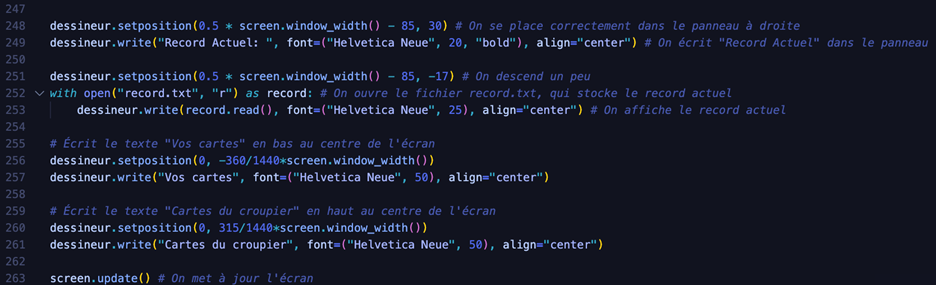 247
248 dessineur.setposition(0.5 * screen.window_width() - 85, 30) # On se place correctement dans le panneau à droite
249 dessineur.write("Record Actuel: ", font=("Helvetica Neue", 20, "bold"), align="center") # On écrit "Record Actuel" dans le panneau
250
251 dessineur.setposition(0.5 * screen.window_width() - 85, -17) # On descend un peu
252 with open("record.txt", "r") as record: # On ouvre le fichier record.txt, qui stocke le record actuel
253 dessineur.write(record.read(), font=("Helvetica Neue", 25), align="center") # On affiche le record actuel
254
255 # Écrit le texte "Vos cartes" en bas au centre de l'écran
256 dessineur.setposition(0, -360/1440*screen.window_width())
257 dessineur.write("Vos cartes", font=("Helvetica Neue", 50), align="center")
258
259 # Écrit le texte "Cartes du croupier" en haut au centre de l'écran
260 dessineur.setposition(0, 315/1440*screen.window_width())
261 dessineur.write("Cartes du croupier", font=("Helvetica Neue", 50), align="center")
262
263 screen.update() # On met à jour l'écran